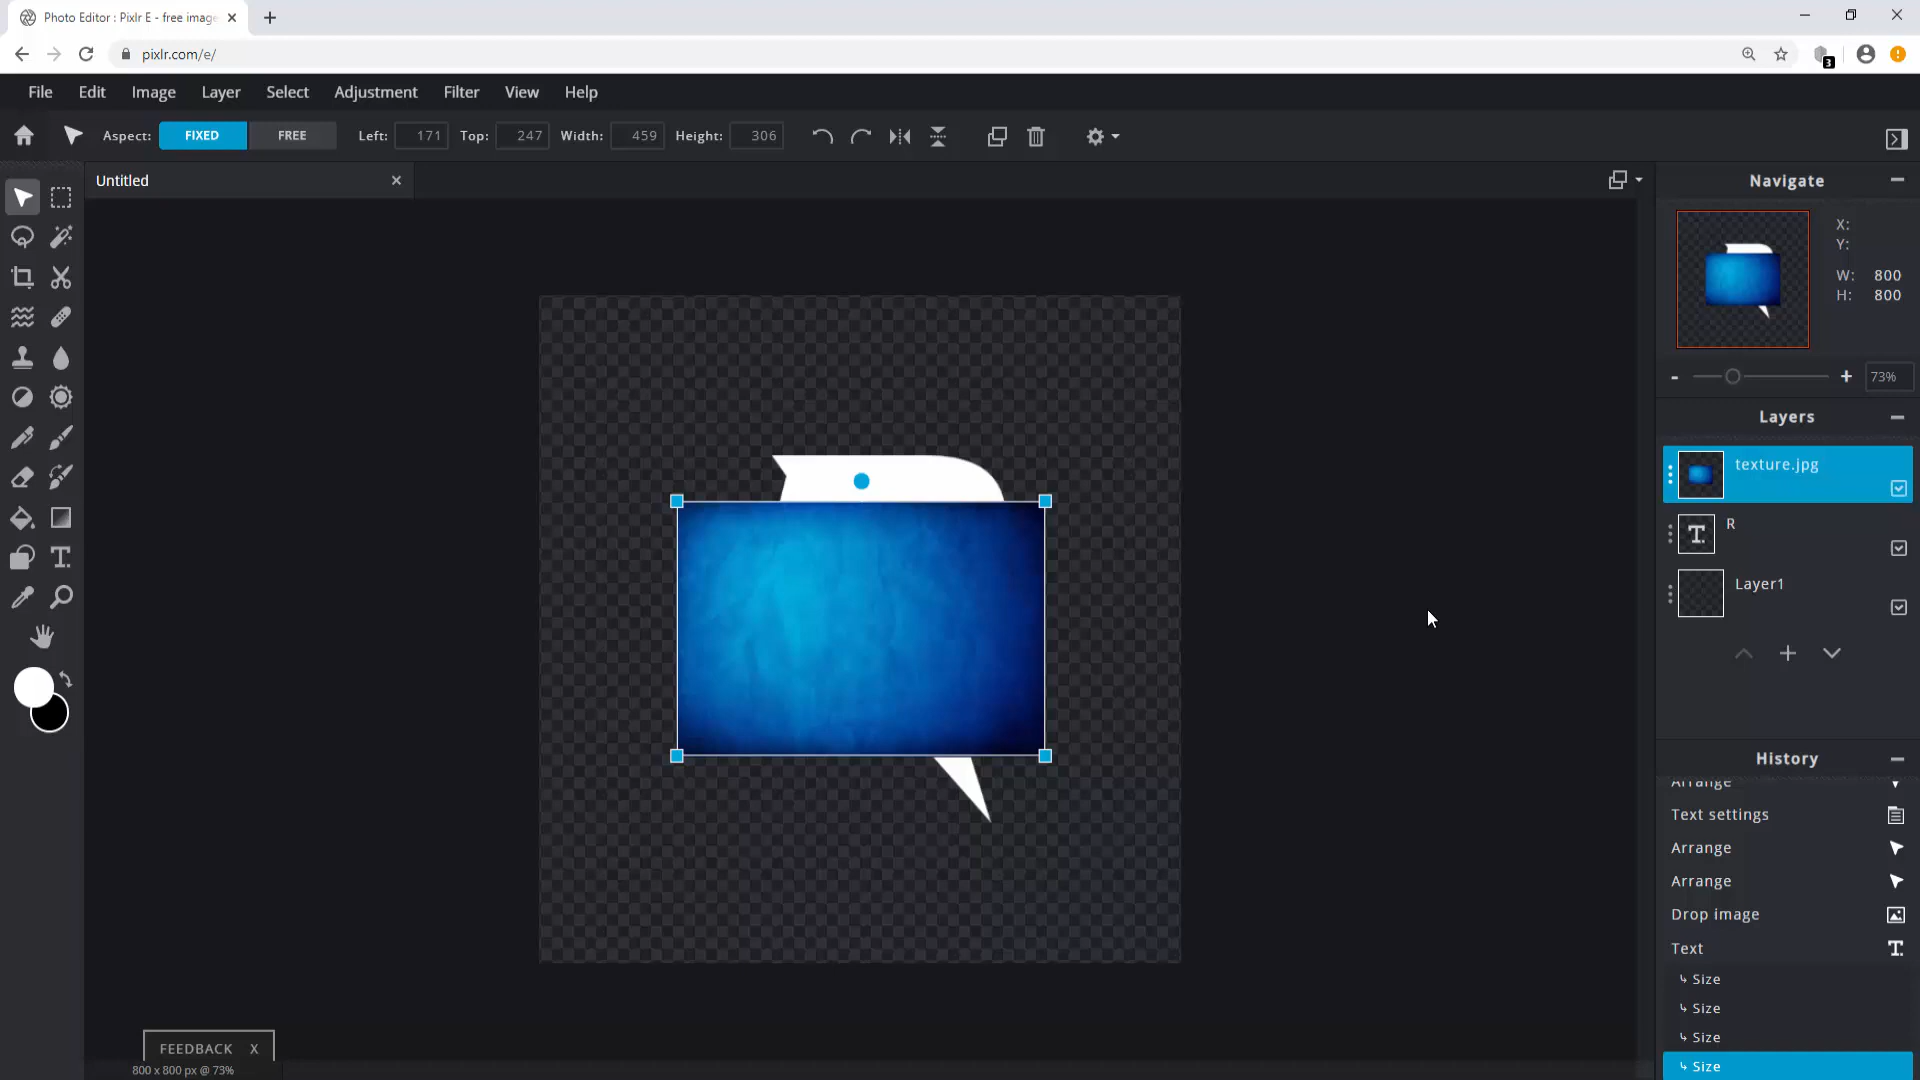 Photo Editor : Pixlr E - free imag
pixlr.com/e/
3
File Edit Image Layer Select Adjustment Filter View Help
Aspect: FIXED FREE Left: 171 Top: 247 Width: 459 Height: 306
Untitled
Navigate
X:
Y:
W: 800
H: 800
- + 73%
Layers
texture.jpg
T R
Layer1
History
Arrange
Text settings
Arrange
Arrange
Drop image
Text
Size
Size
Size
Size
FEEDBACK X
800 x 800 px @ 73%